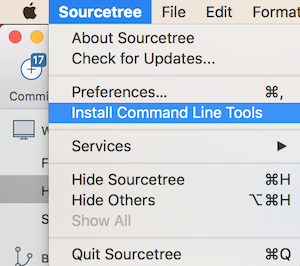 Sourcetree File Edit Format
About Sourcetree
Check for Updates...
Preferences... ⌘,
Install Command Line Tools
Services ▶
Hide Sourcetree ⌘H
Hide Others ⌥⌘H
Show All
Quit Sourcetree ⌘Q
17
Commi
W
F
H
S
B